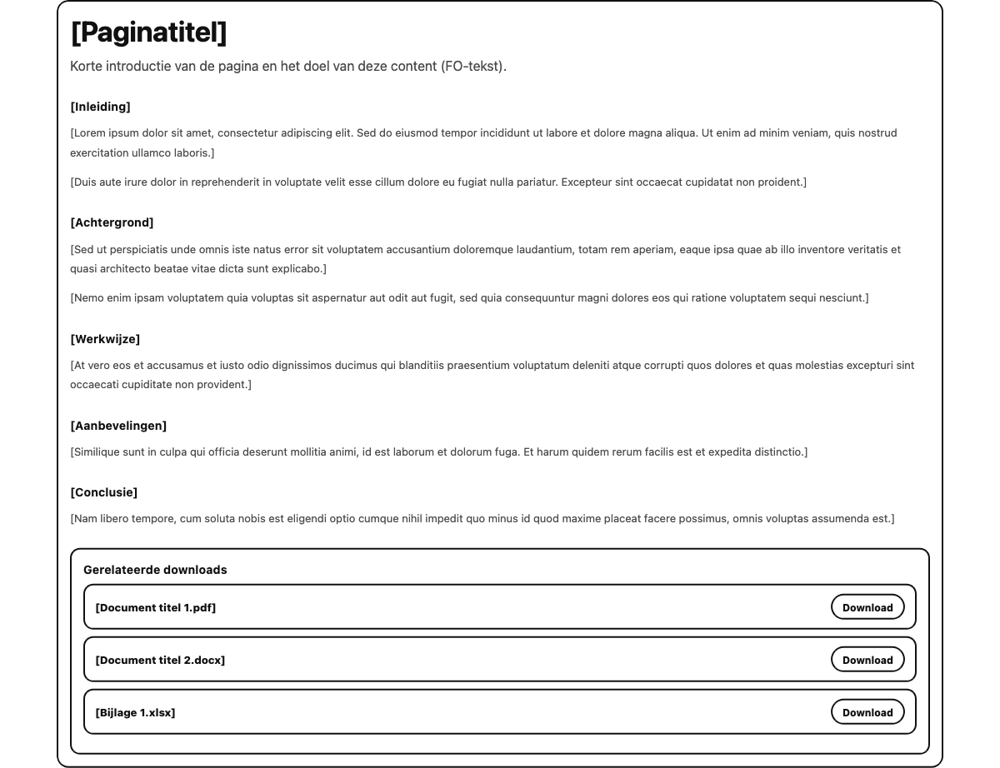 [Paginatitel]
Korte introductie van de pagina en het doel van deze content (FO-tekst).
[Inleiding]
[Lorem ipsum dolor sit amet, consectetur adipiscing elit. Sed do eiusmod tempor incididunt ut labore et dolore magna aliqua. Ut enim ad minim veniam, quis nostrud
exercitation ullamco laboris.]
[Duis aute irure dolor in reprehenderit in voluptate velit esse cillum dolore eu fugiat nulla pariatur. Excepteur sint occaecat cupidatat non proident.]
[Achtergrond]
[Sed ut perspiciatis unde omnis iste natus error sit voluptatem accusantium doloremque laudantium, totam rem aperiam, eaque ipsa quae ab illo inventore veritatis et
quasi architecto beatae vitae dicta sunt explicabo.]
[Nemo enim ipsam voluptatem quia voluptas sit aspernatur aut odit aut fugit, sed quia consequuntur magni dolores eos qui ratione voluptatem sequi nesciunt.]
[Werkwijze]
[At vero eos et accusamus et iusto odio dignissimos ducimus qui blanditiis praesentium voluptatum deleniti atque corrupti quos dolores et quas molestias excepturi sint
occaecati cupiditate non provident.]
[Aanbevelingen]
[Similique sunt in culpa qui officia deserunt mollitia animi, id est laborum et dolorum fuga. Et harum quidem rerum facilis est et expedita distinctio.]
[Conclusie]
[Nam libero tempore, cum soluta nobis est eligendi optio cumque nihil impedit quo minus id quod maxime placeat facere possimus, omnis voluptas assumenda est.]
Gerelateerde downloads
[Document titel 1.pdf] Download
[Document titel 2.docx] Download
[Bijlage 1.xlsx] Download